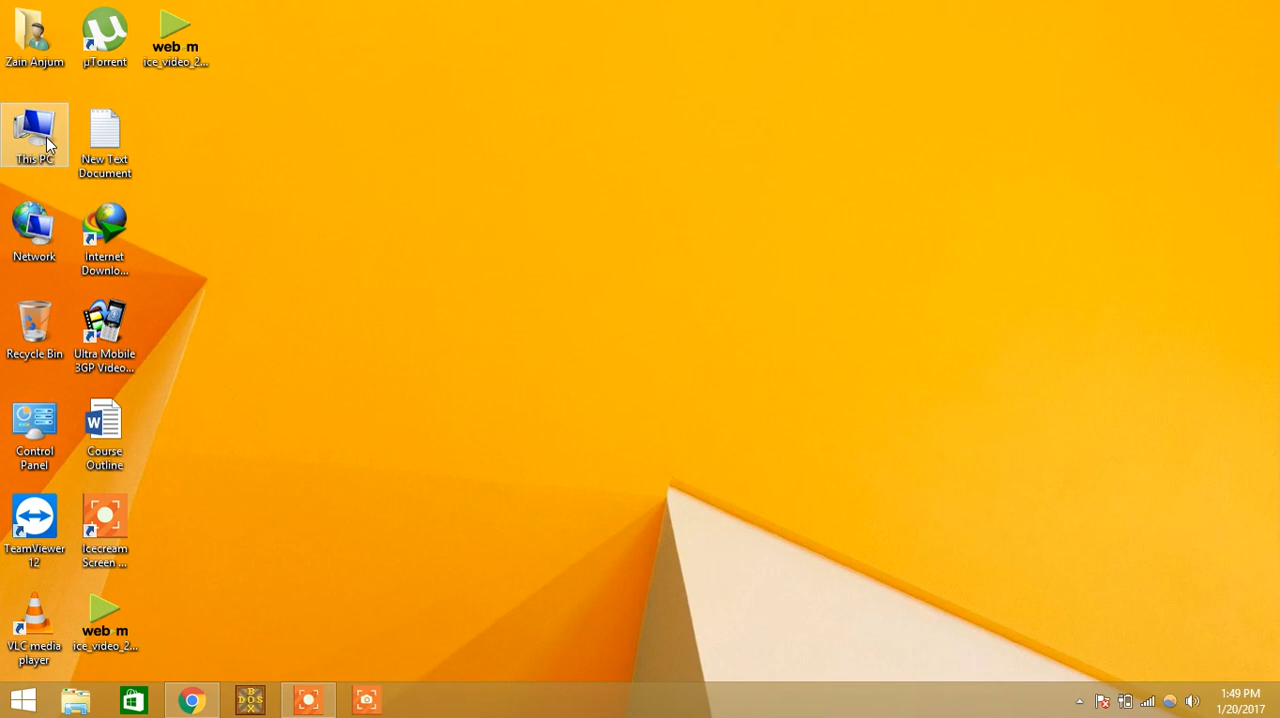 Zain Anjum
µTorrent
web m
ice_video_2...
This PC
New Text
Document
Network
Internet
Downlo...
Recycle Bin
Ultra Mobile
3GP Video...
Control
Panel
Course
Outline
TeamViewer
12
Icecream
Screen ...
VLC media
player
web m
ice_video_2...
DOS
1:49 PM
1/20/2017